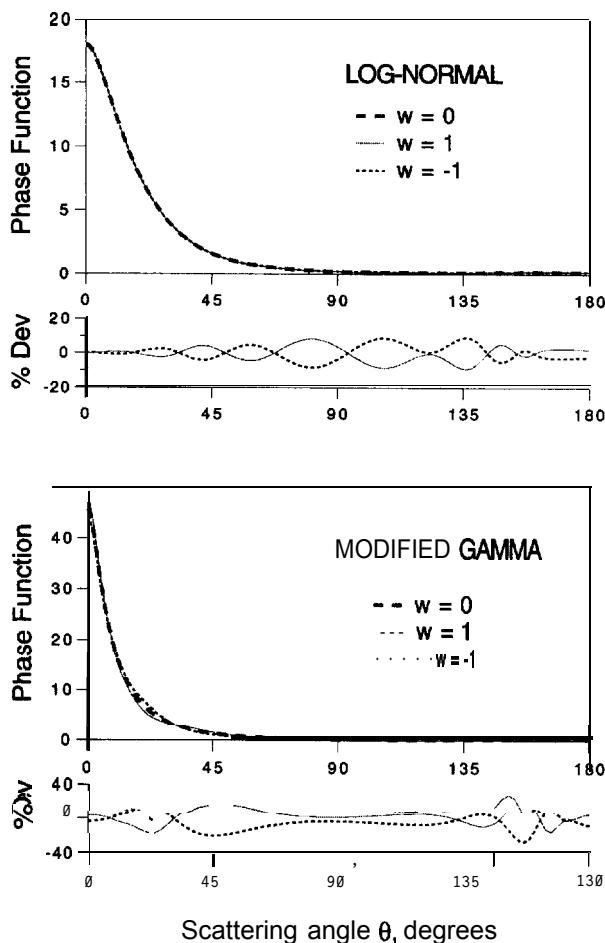 20
15
10
5
0
Phase Function
LOG-NORMAL
w = 0
w = 1
w = -1
0 45 90 135 180
20
0
-20
% Dev
0 45 90 135 180
40
30
20
10
0
Phase Function
MODIFIED GAMMA
w = 0
w = 1
w = -1
0 45 90 135 180
40
0
-40
0 45 90 135 130
Scattering angle θ, degrees